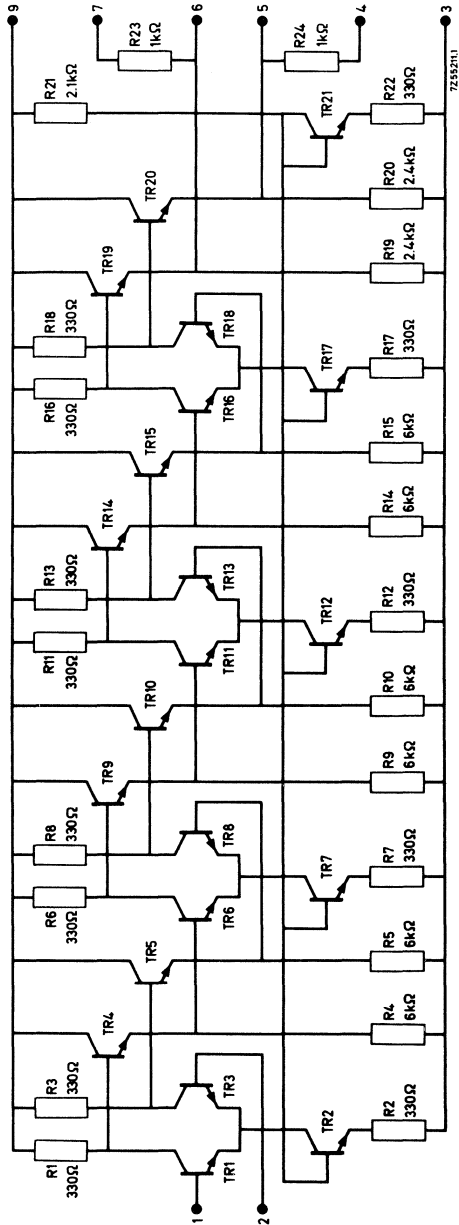 9
7
6
5
4
3
R21
2.1kΩ
R23
1kΩ
R24
1kΩ
TR21
R22
330Ω
7Z55211.1
TR20
R20
2.4kΩ
TR19
R19
2.4kΩ
R18
330Ω
R16
330Ω
TR18
TR16
TR17
R17
330Ω
TR15
R15
6kΩ
TR14
R14
6kΩ
R13
330Ω
R11
330Ω
TR13
TR11
TR12
R12
330Ω
TR10
R10
6kΩ
TR9
R9
6kΩ
R8
330Ω
R6
330Ω
TR8
TR6
TR7
R7
330Ω
TR5
R5
6kΩ
TR4
R4
6kΩ
R3
330Ω
R1
330Ω
TR3
TR1
TR2
R2
330Ω
1
2